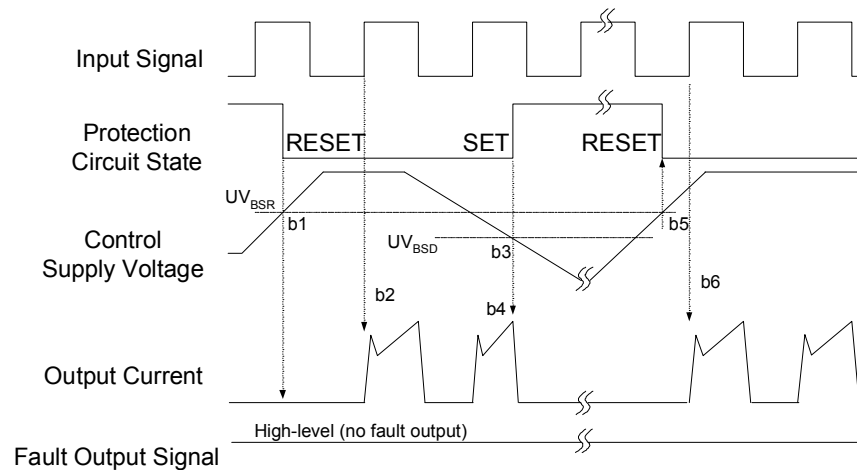 Input Signal
Protection
Circuit State
RESET
SET
RESET
UVBSR
b1
b5
Control
Supply Voltage
UVBSD
b3
b2
b4
b6
Output Current
High-level (no fault output)
Fault Output Signal